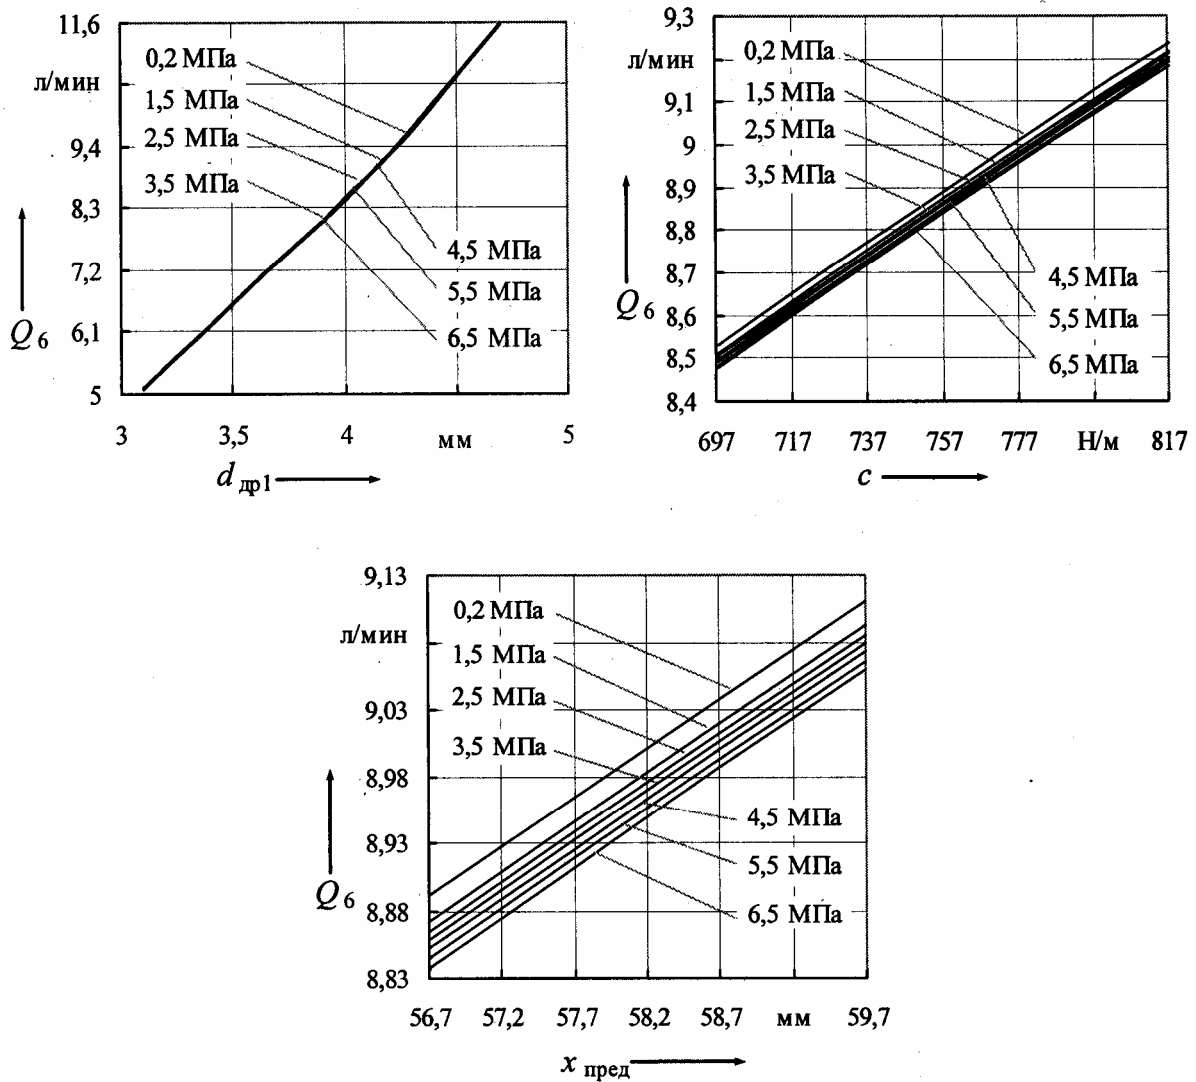 11,6
л/мин
9,4
8,3
7,2
6,1
5
Q6
0,2 МПа
1,5 МПа
2,5 МПа
3,5 МПа
4,5 МПа
5,5 МПа
6,5 МПа
3 3,5 4 мм 5
d др1
9,3
л/мин
9,1
9
8,9
8,8
8,7
8,6
8,5
8,4
Q6
0,2 МПа
1,5 МПа
2,5 МПа
3,5 МПа
4,5 МПа
5,5 МПа
6,5 МПа
697 717 737 757 777 Н/м 817
c
9,13
л/мин
9,03
8,98
8,93
8,88
8,83
Q6
0,2 МПа
1,5 МПа
2,5 МПа
3,5 МПа
4,5 МПа
5,5 МПа
6,5 МПа
56,7 57,2 57,7 58,2 58,7 мм 59,7
x пред